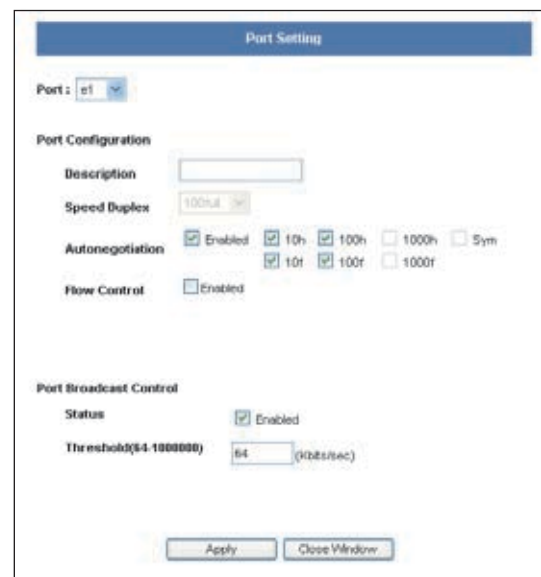 Port Setting
Port : e1
Port Configuration
Description
Speed Duplex 100full
Autonegotiation Enabled 10h 100h 1000h Sym
10f 100f 1000f
Flow Control Enabled
Port Broadcast Control
Status Enabled
Threshold(64-1000000) 64 (Kbits/sec)
Apply Close Window